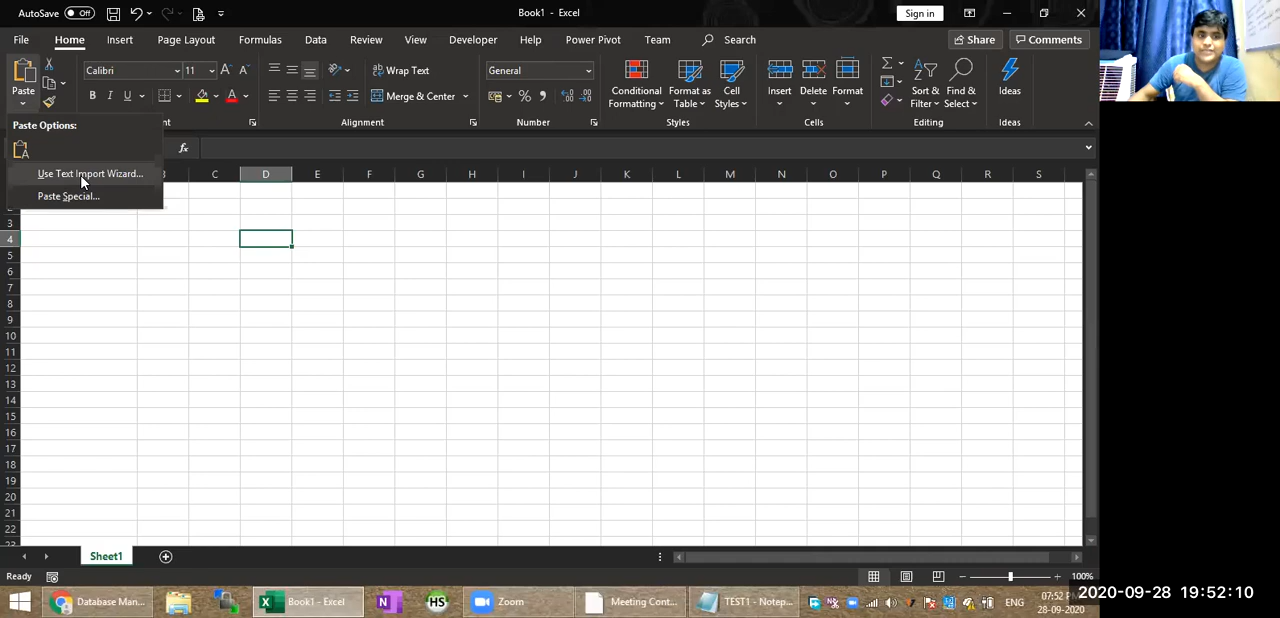 AutoSave Off
Book1 - Excel
Sign in
File Home Insert Page Layout Formulas Data Review View Developer Help Power Pivot Team Search
Share Comments
Paste
Calibri 11
B I U
Wrap Text
Merge & Center
General
Conditional Formatting
Format as Table
Cell Styles
Insert Delete Format
Sort & Filter
Find & Select
Ideas
Alignment Number Styles Cells Editing Ideas
Paste Options:
Use Text Import Wizard...
Paste Special...
fx
C D E F G H I J K L M N O P Q R S
3
4
5
6
7
8
9
10
11
12
13
14
15
16
17
18
19
20
21
22
Sheet1
Ready
100%
Database Man...
Book1 - Excel
Zoom
Meeting Cont...
TEST1 - Notep...
ENG
07:52 PM
28-09-2020
2020-09-28 19:52:10